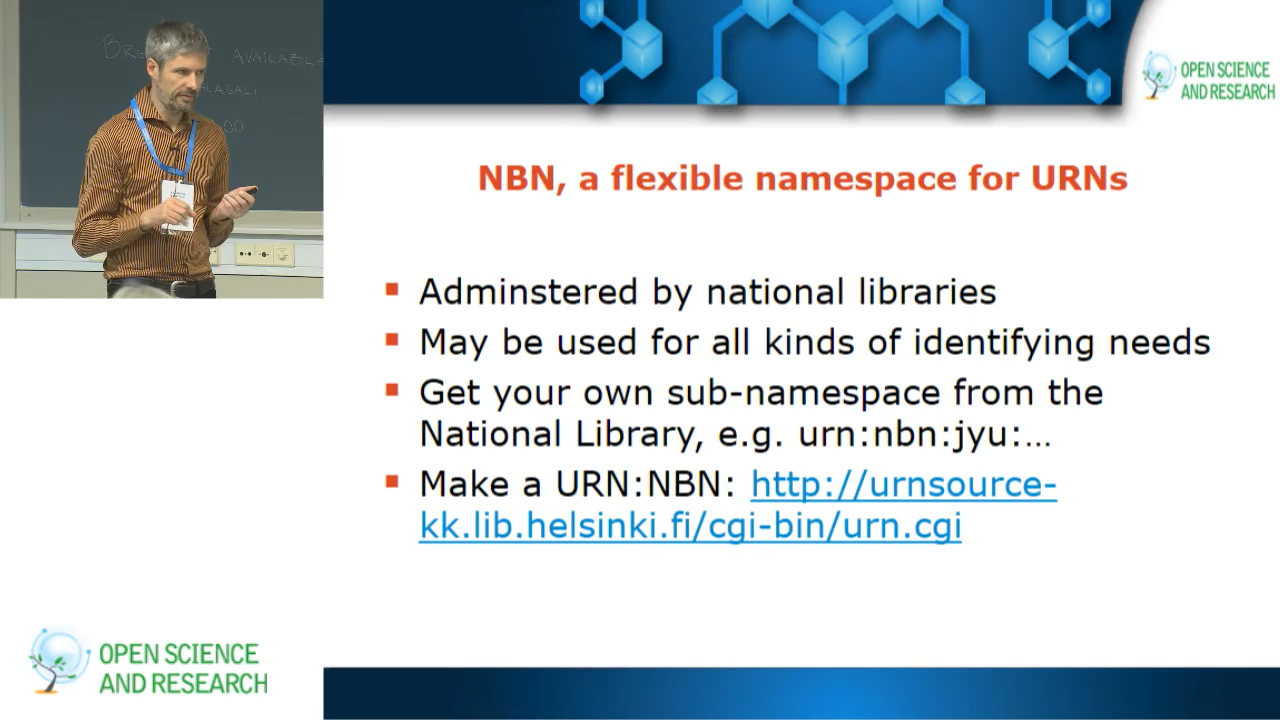 AVAILABLE
OPEN SCIENCE
AND RESEARCH
NBN, a flexible namespace for URNs
Adminstered by national libraries
May be used for all kinds of identifying needs
Get your own sub-namespace from the
National Library, e.g. urn:nbn:jyu:…
Make a URN:NBN: http://urnsource-
kk.lib.helsinki.fi/cgi-bin/urn.cgi
OPEN SCIENCE
AND RESEARCH